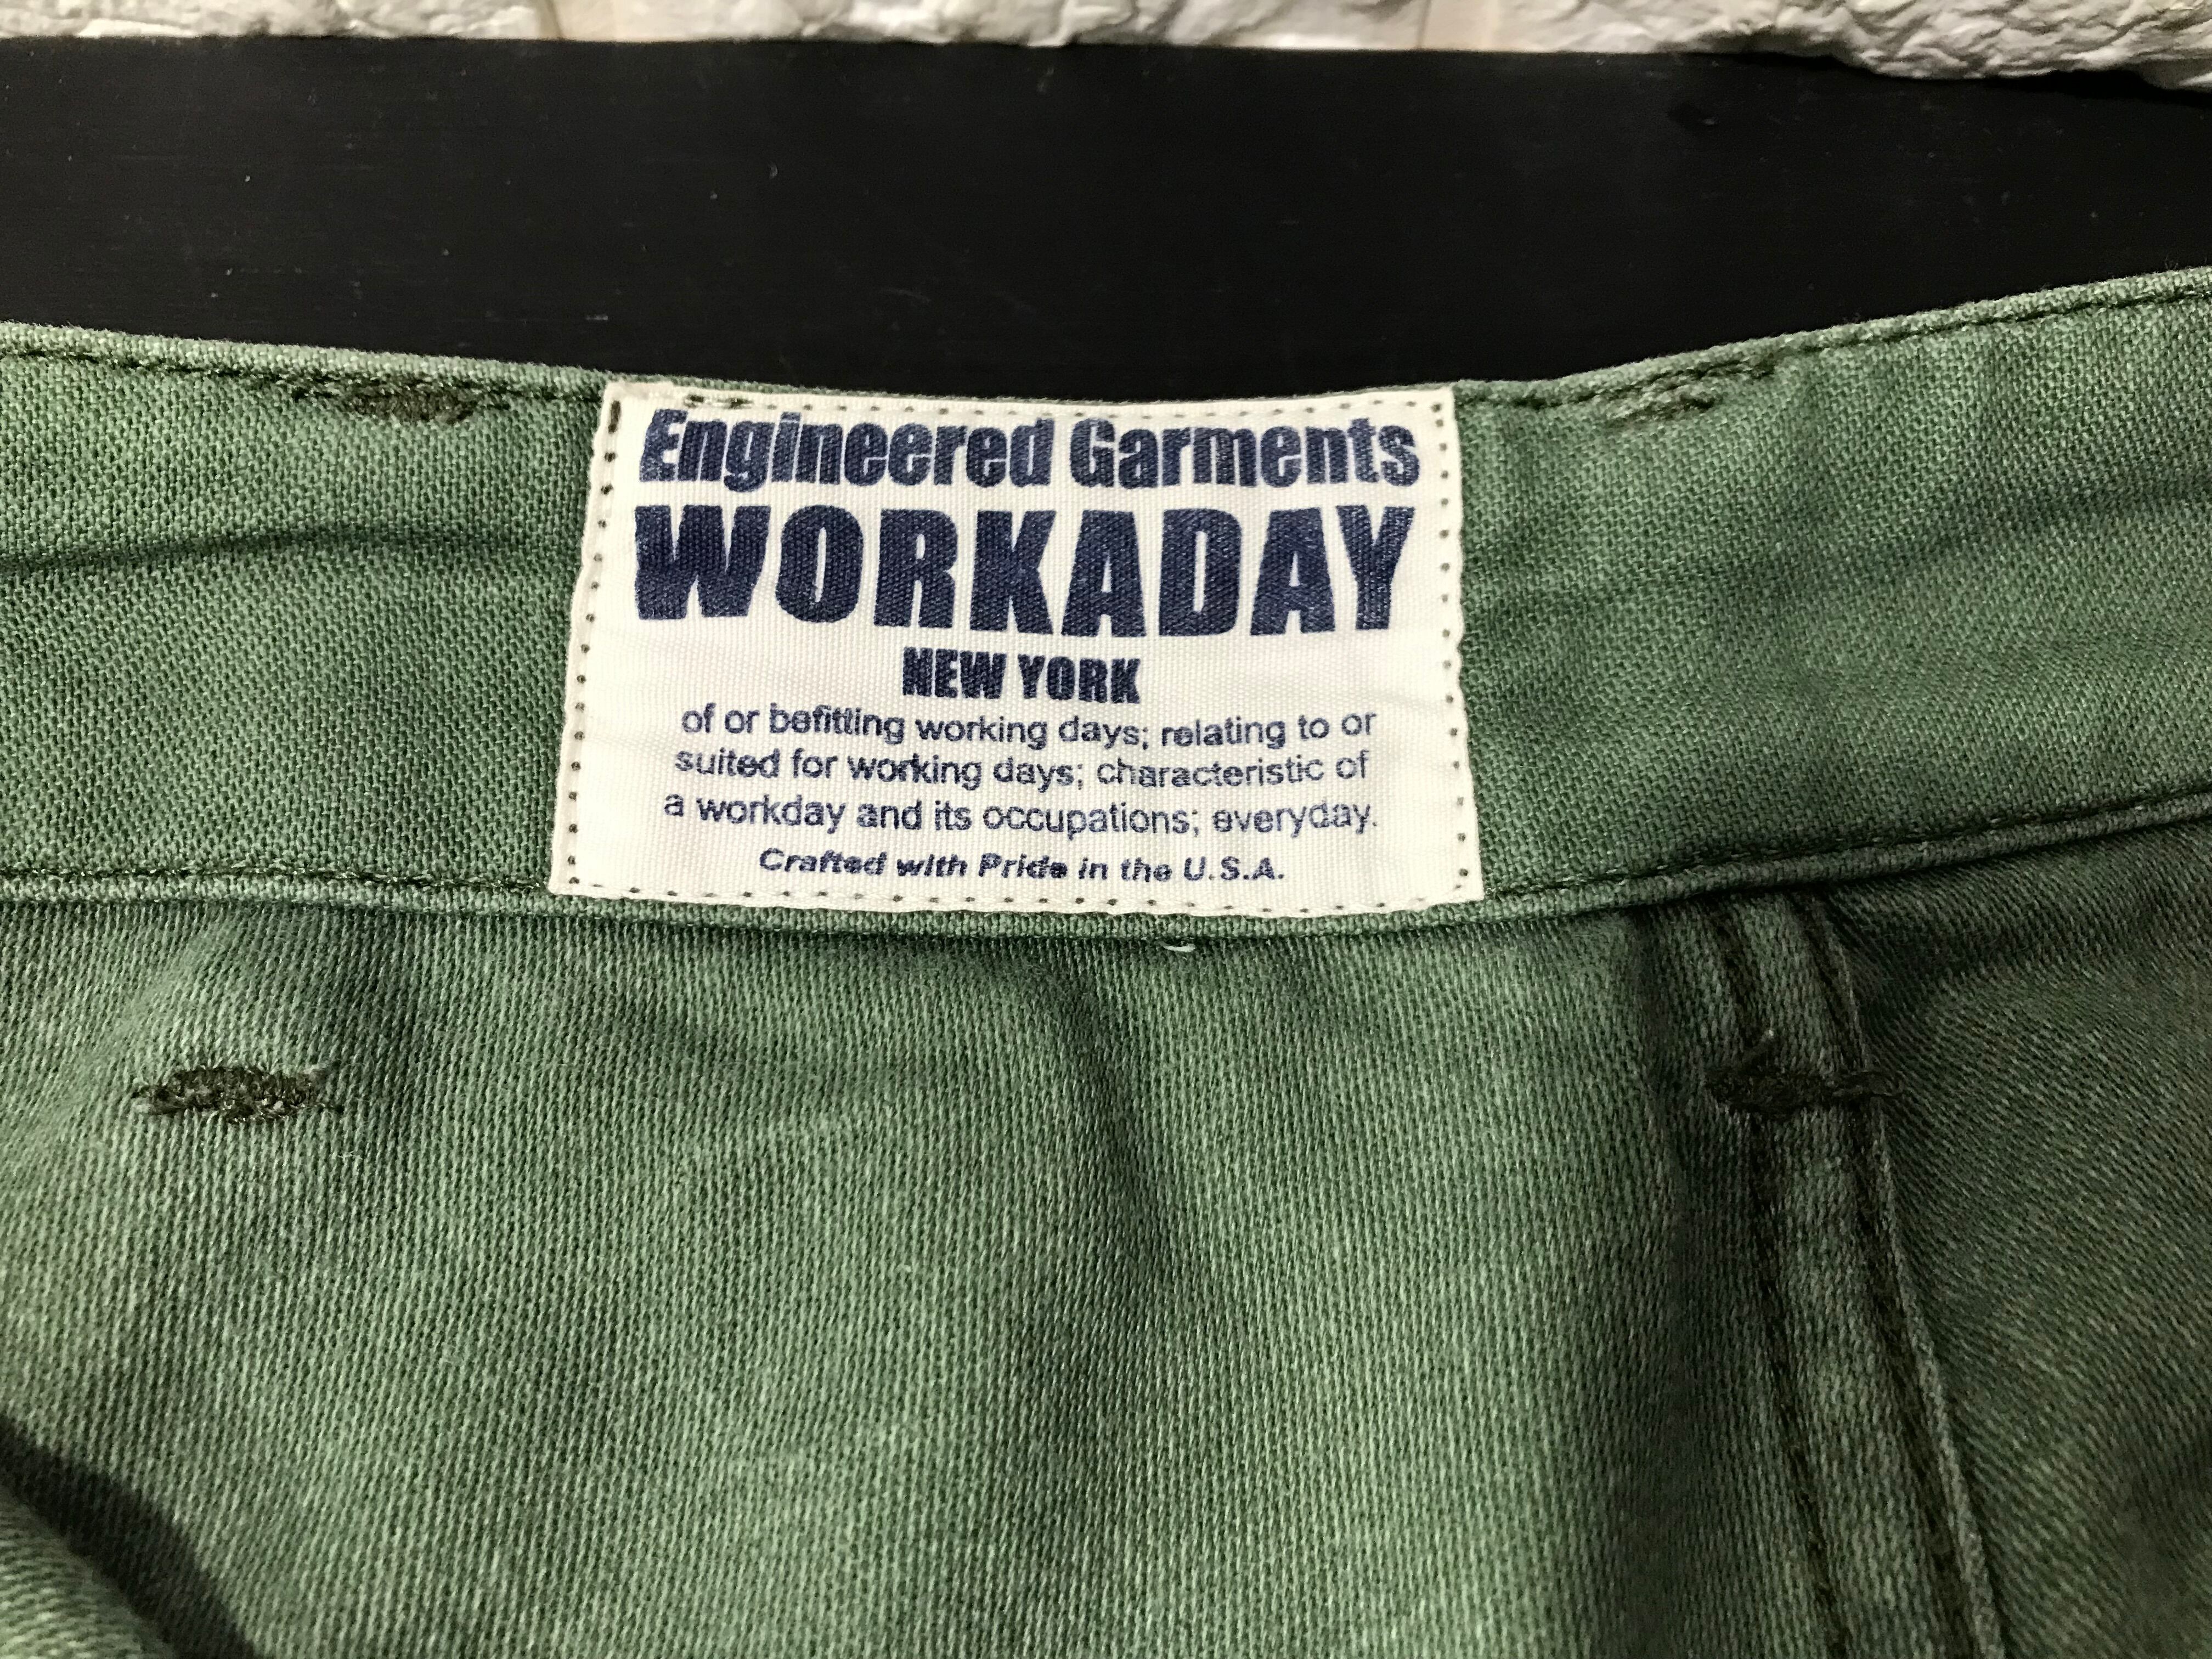 Engineered Garments
WORKADAY
NEW YORK
of or befitting working days; relating to or
suited for working days; characteristic of
a workday and its occupations; everyday.
Crafted with Pride in the U.S.A.